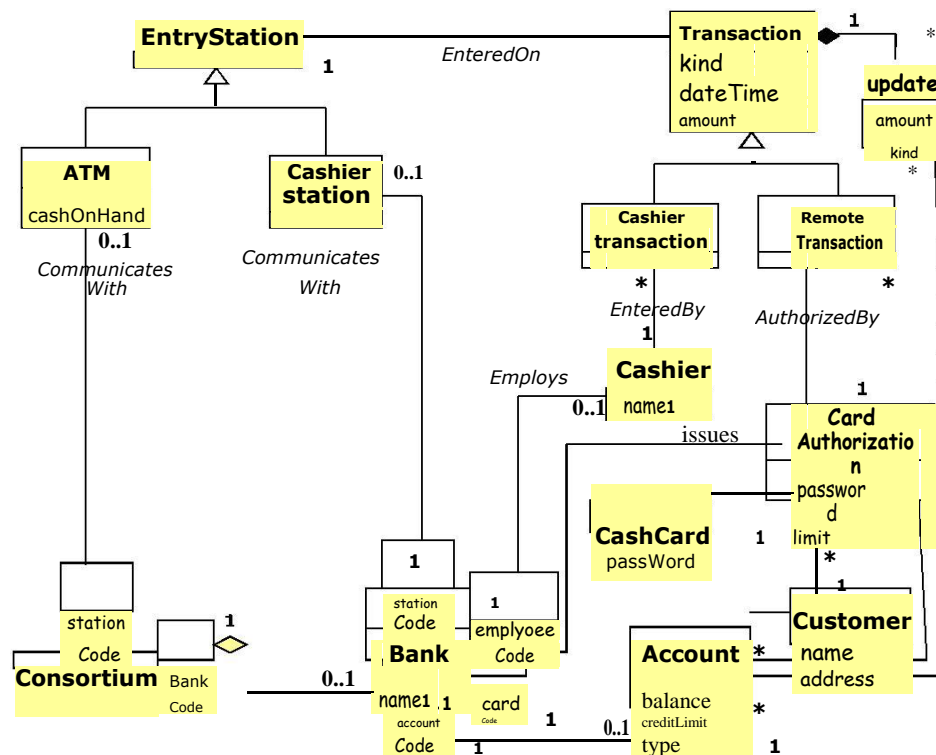 EntryStation
1
EnteredOn
Transaction
kind
dateTime
amount
1
*
update
amount
kind
*
ATM
cashOnHand
0..1
Communicates
With
Cashier
station
0..1
Communicates
With
Cashier
transaction
*
EnteredBy
1
Remote
Transaction
*
AuthorizedBy
1
Cashier
name1
Employs
0..1
issues
Card
Authorizatio
n
passwor
d
limit
*
CashCard
passWord
1
1
station
Code
Consortium
Bank
Code
1
0..1
1
station
Code
Bank
name1
account
Code
1
emplyoee
Code
1
card
Code
1
1
0..1
Account
balance
creditLimit
type
*
*
1
Customer
name
address